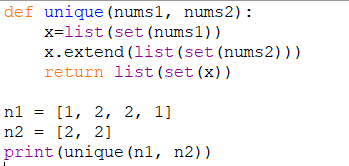 def unique(nums1, nums2):
    x=list(set(nums1))
    x.extend(list(set(nums2)))
    return list(set(x))

n1 = [1, 2, 2, 1]
n2 = [2, 2]
print(unique(n1, n2))